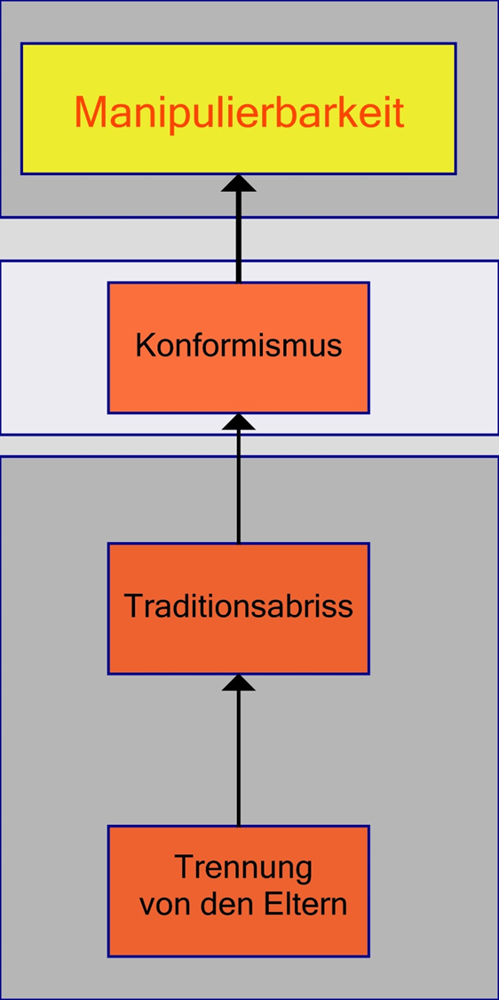 Manipulierbarkeit
Konformismus
Traditionsabriss
Trennung
von den Eltern